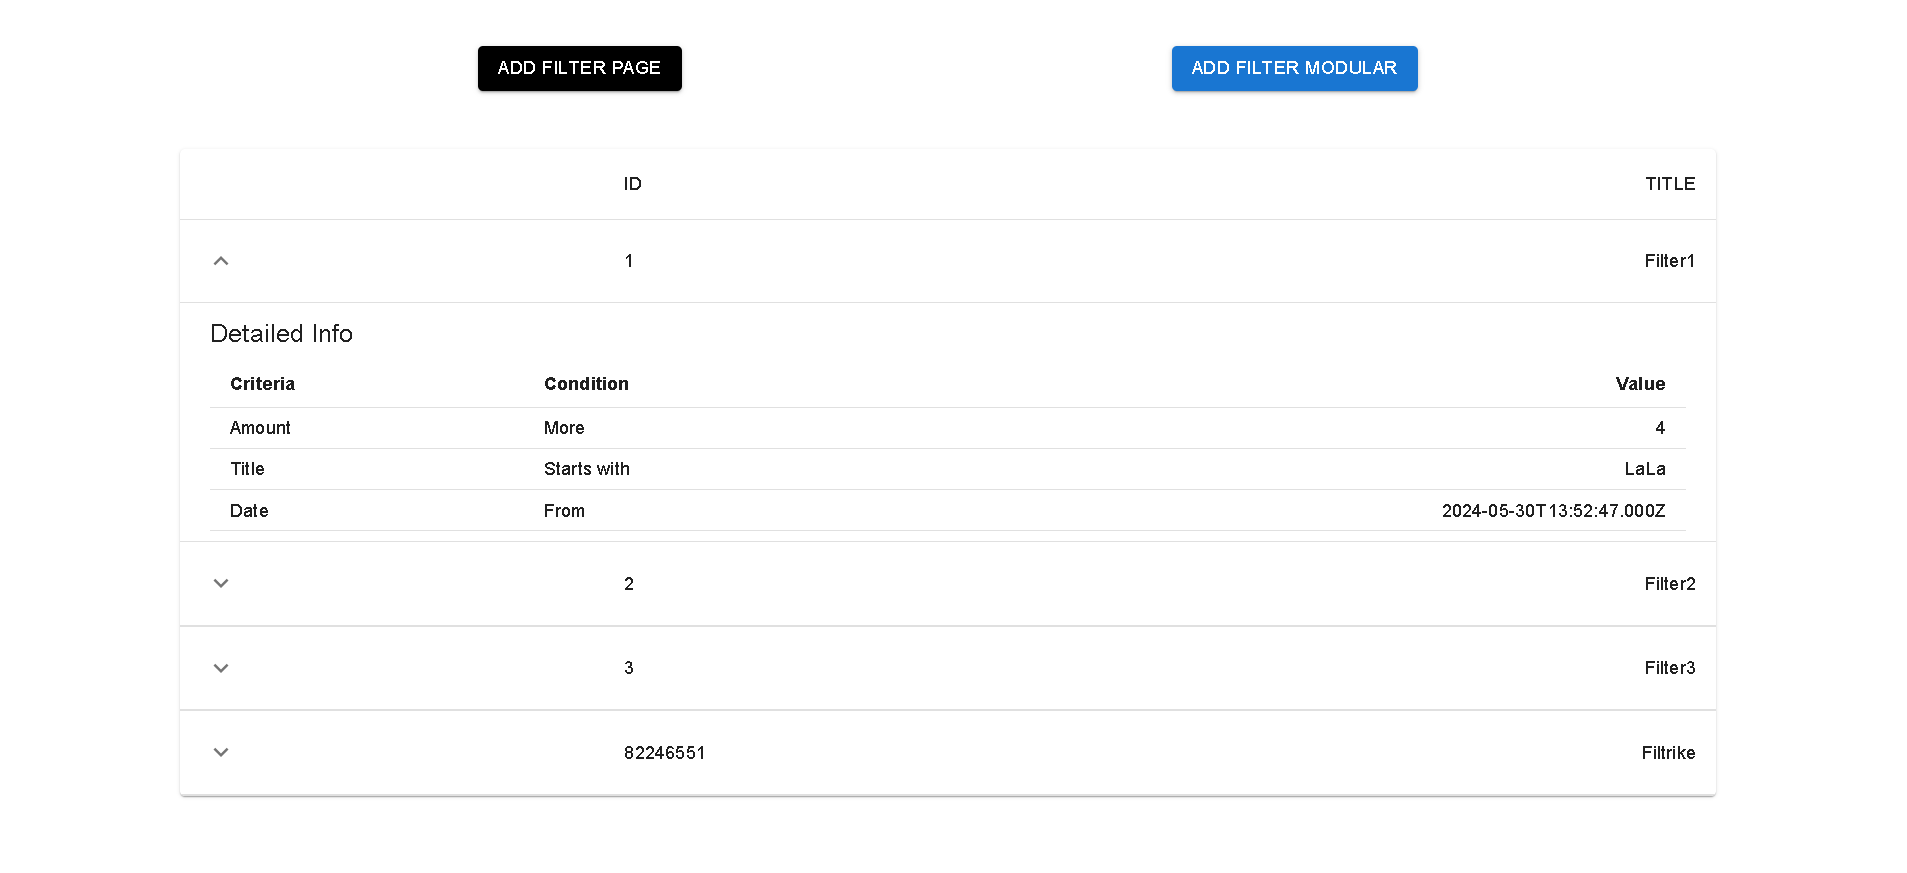 ADD FILTER PAGE ADD FILTER MODULAR
ID TITLE
1 Filter1
Detailed Info
Criteria Condition Value
Amount More 4
Title Starts with LaLa
Date From 2024-05-30T13:52:47.000Z
2 Filter2
3 Filter3
82246551 Filtrike